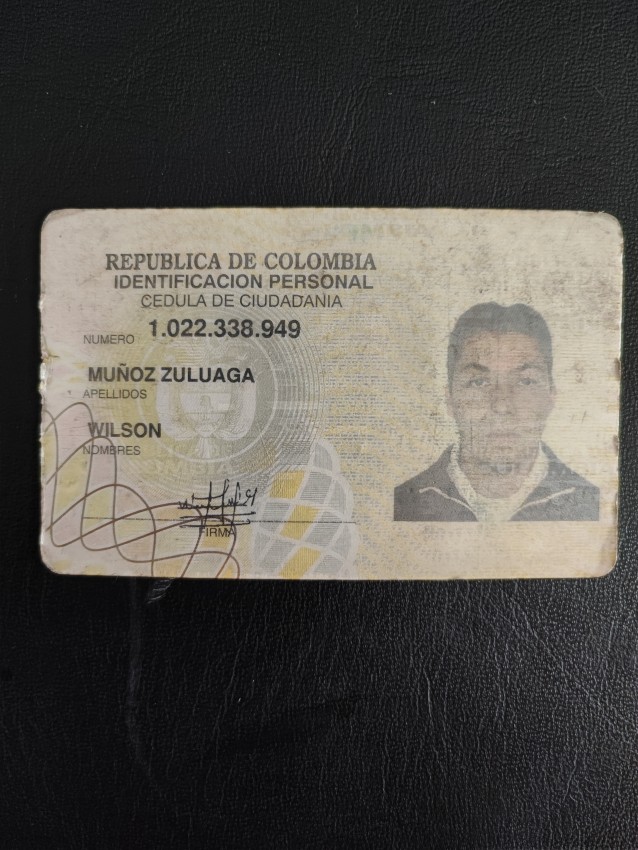 REPUBLICA DE COLOMBIA
IDENTIFICACION PERSONAL
CEDULA DE CIUDADANIA
NUMERO 1.022.338.949
MUÑOZ ZULUAGA
APELLIDOS
WILSON
NOMBRES
FIRMA